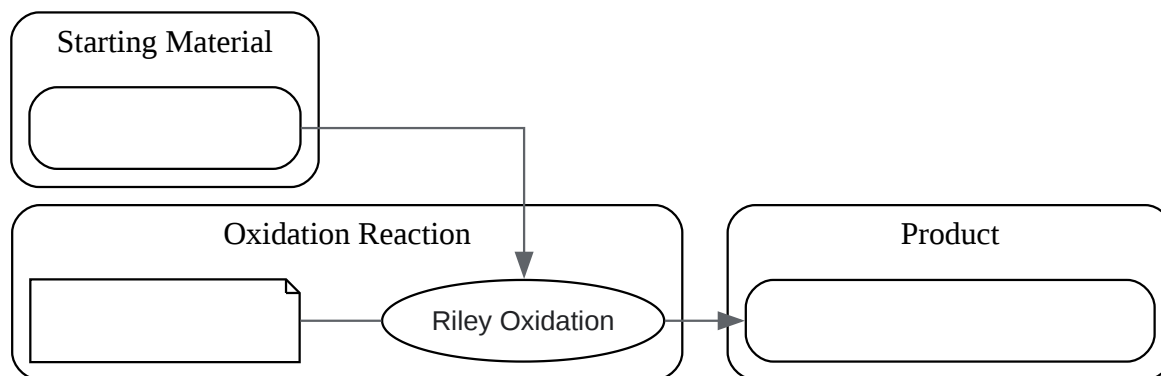 Starting Material
Oxidation Reaction
Product
Riley Oxidation